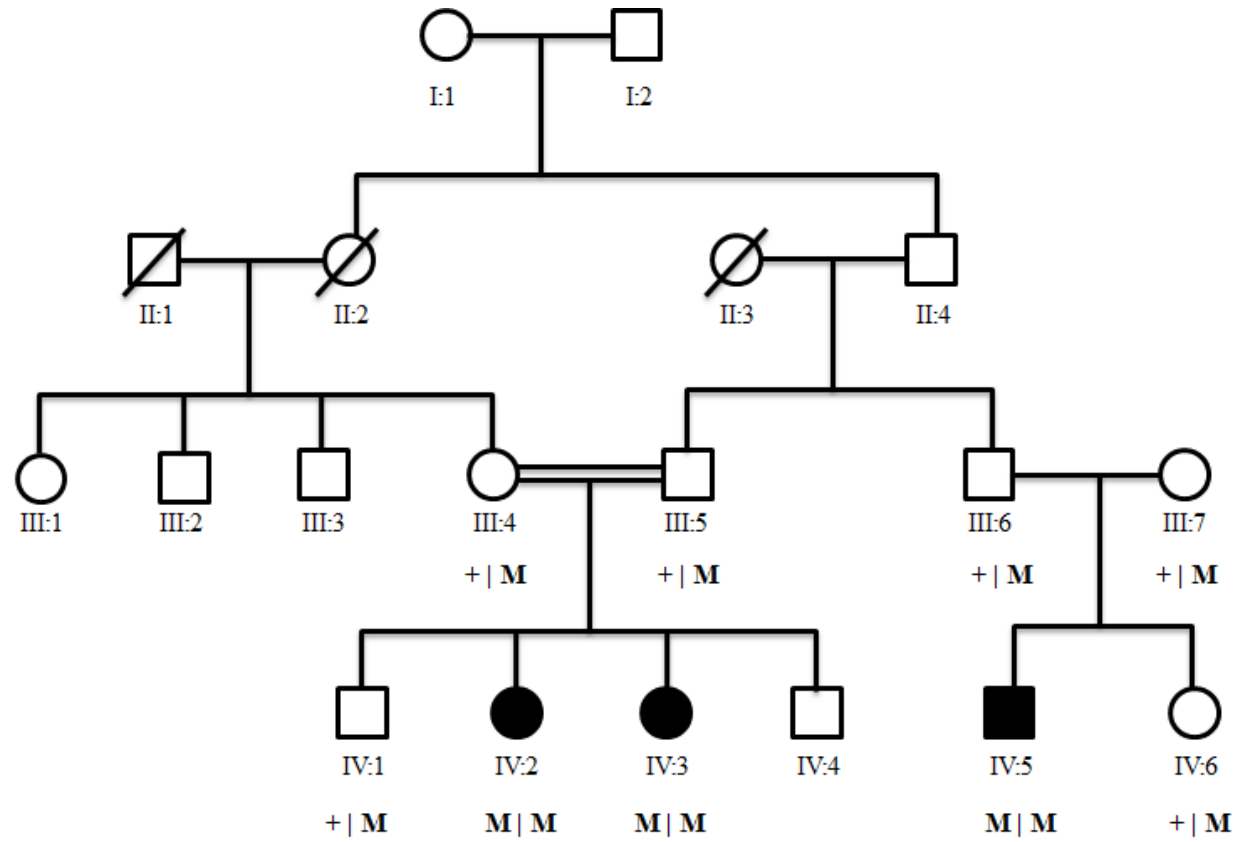 I:1 I:2
II:1 II:2 II:3 II:4
III:1 III:2 III:3 III:4 III:5 III:6 III:7
+ | M + | M + | M + | M
IV:1 IV:2 IV:3 IV:4 IV:5 IV:6
+ | M M | M M | M M | M + | M